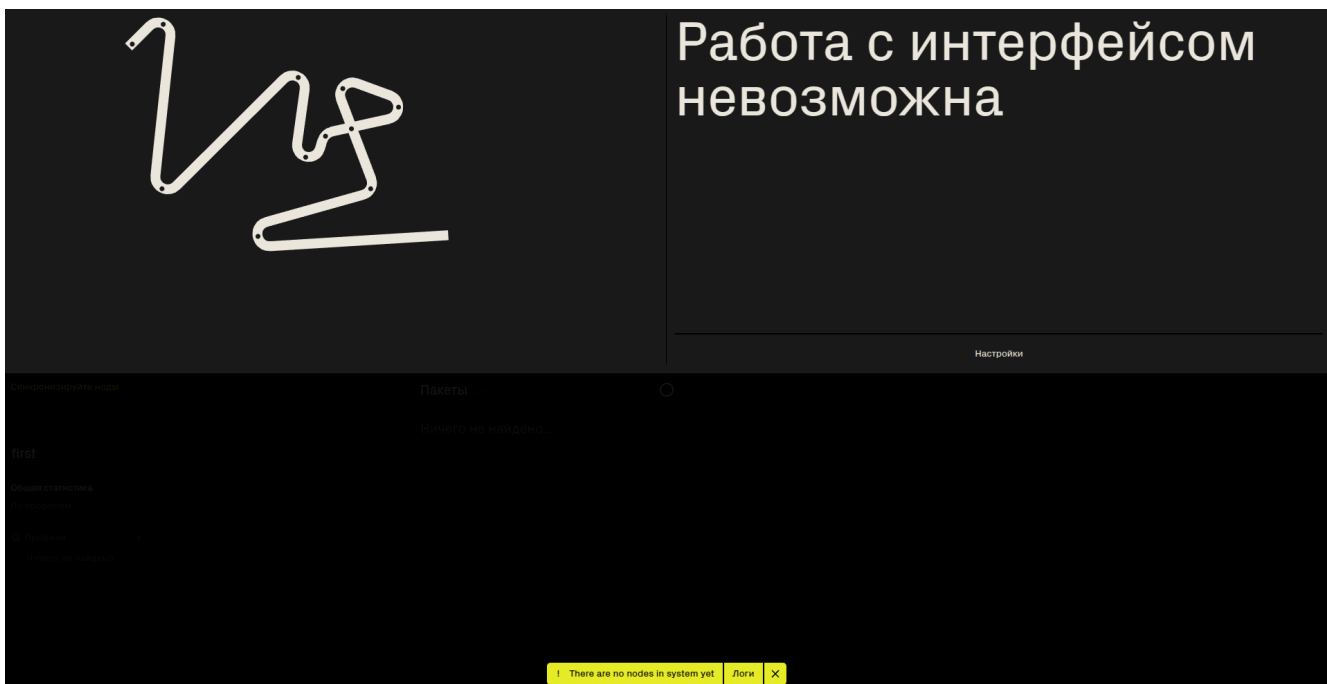 Работа с интерфейсом
невозможна
Настройки
Синхронизируйте ноды
Пакеты
Ничего не найдено...
first
Общая статистика
! There are no nodes in system yet
Логи